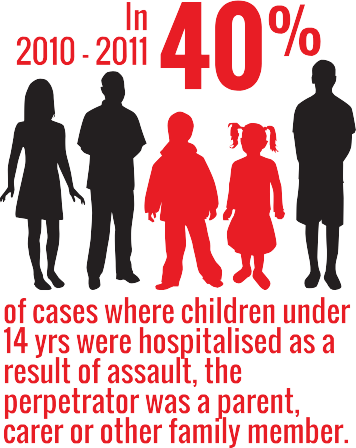 In
2010 - 2011
40%
of cases where children under
14 yrs were hospitalised as a
result of assault, the
perpetrator was a parent,
carer or other family member.